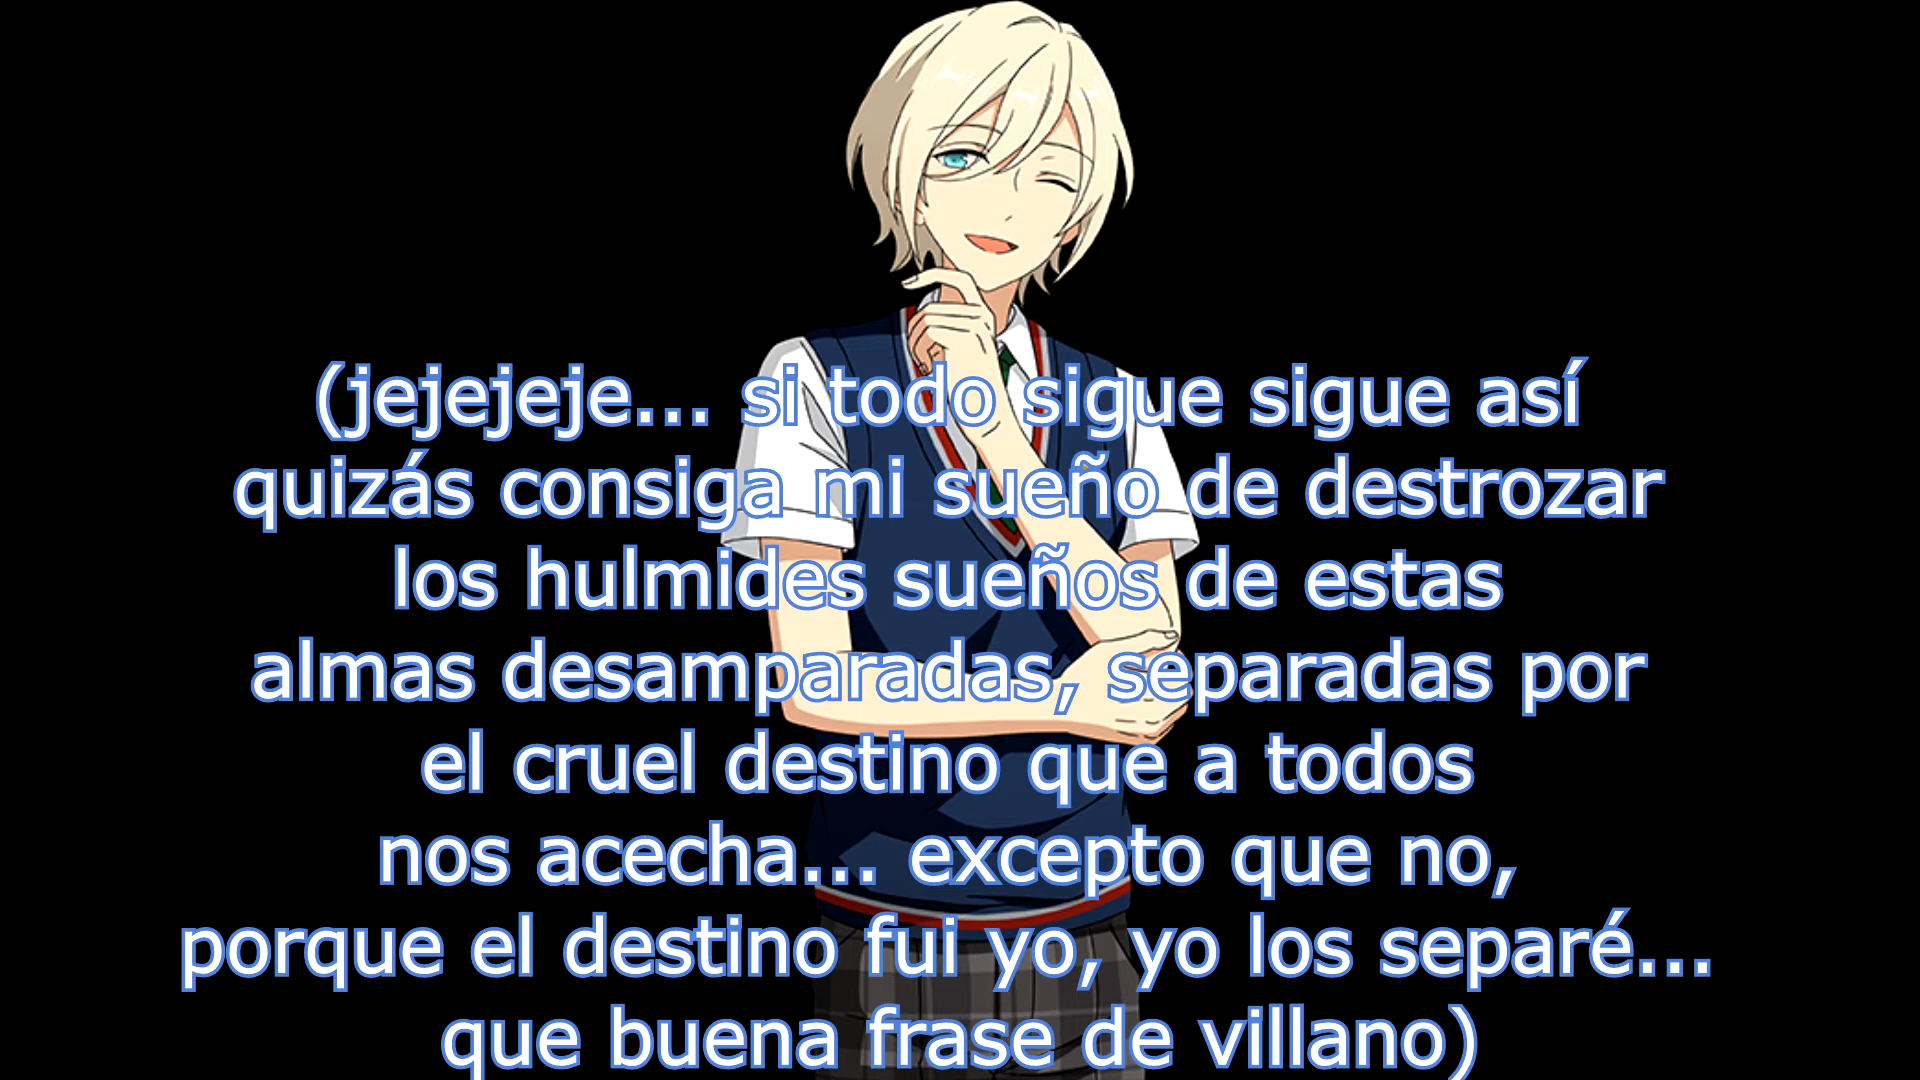 (jejejeje... si todo sigue sigue así
quizás consiga mi sueño de destrozar
los hulmides sueños de estas
almas desamparadas, separadas por
el cruel destino que a todos
nos acecha... excepto que no,
porque el destino fui yo, yo los separé...
que buena frase de villano)